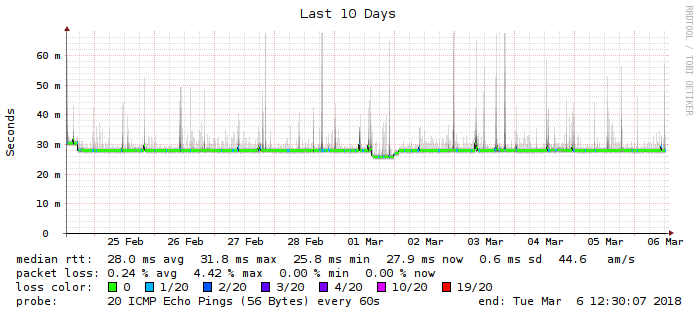 Last 10 Days
RRDTOOL / TOBI OETIKER
Seconds
60 m
50 m
40 m
30 m
20 m
10 m
0
25 Feb 26 Feb 27 Feb 28 Feb 01 Mar 02 Mar 03 Mar 04 Mar 05 Mar 06 Mar
median rtt: 28.0 ms avg 31.8 ms max 25.8 ms min 27.9 ms now 0.6 ms sd 44.6 am/s
packet loss: 0.24 % avg 4.42 % max 0.00 % min 0.00 % now
loss color: 0 1/20 2/20 3/20 4/20 10/20 19/20
probe: 20 ICMP Echo Pings (56 Bytes) every 60s end: Tue Mar 6 12:30:07 2018